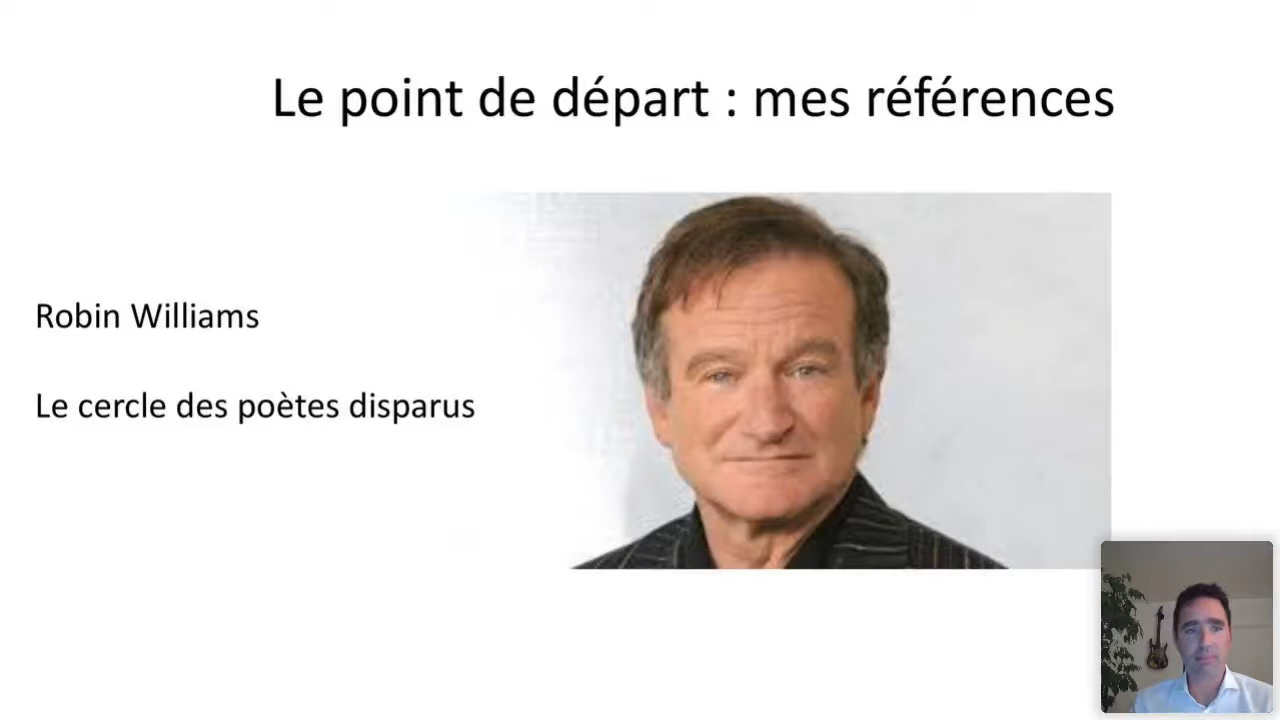 Le point de départ : mes références
Robin Williams
Le cercle des poètes disparus